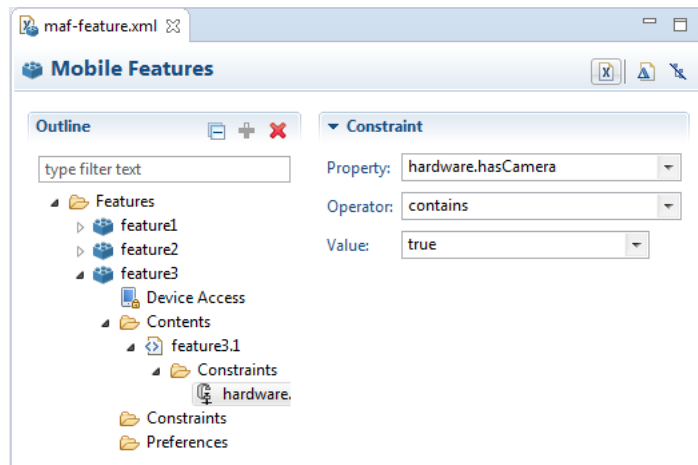 maf-feature.xml
Mobile Features
Outline
type filter text
Features
feature1
feature2
feature3
Device Access
Contents
feature3.1
Constraints
hardware.
Constraints
Preferences
Constraint
Property: hardware.hasCamera
Operator: contains
Value: true